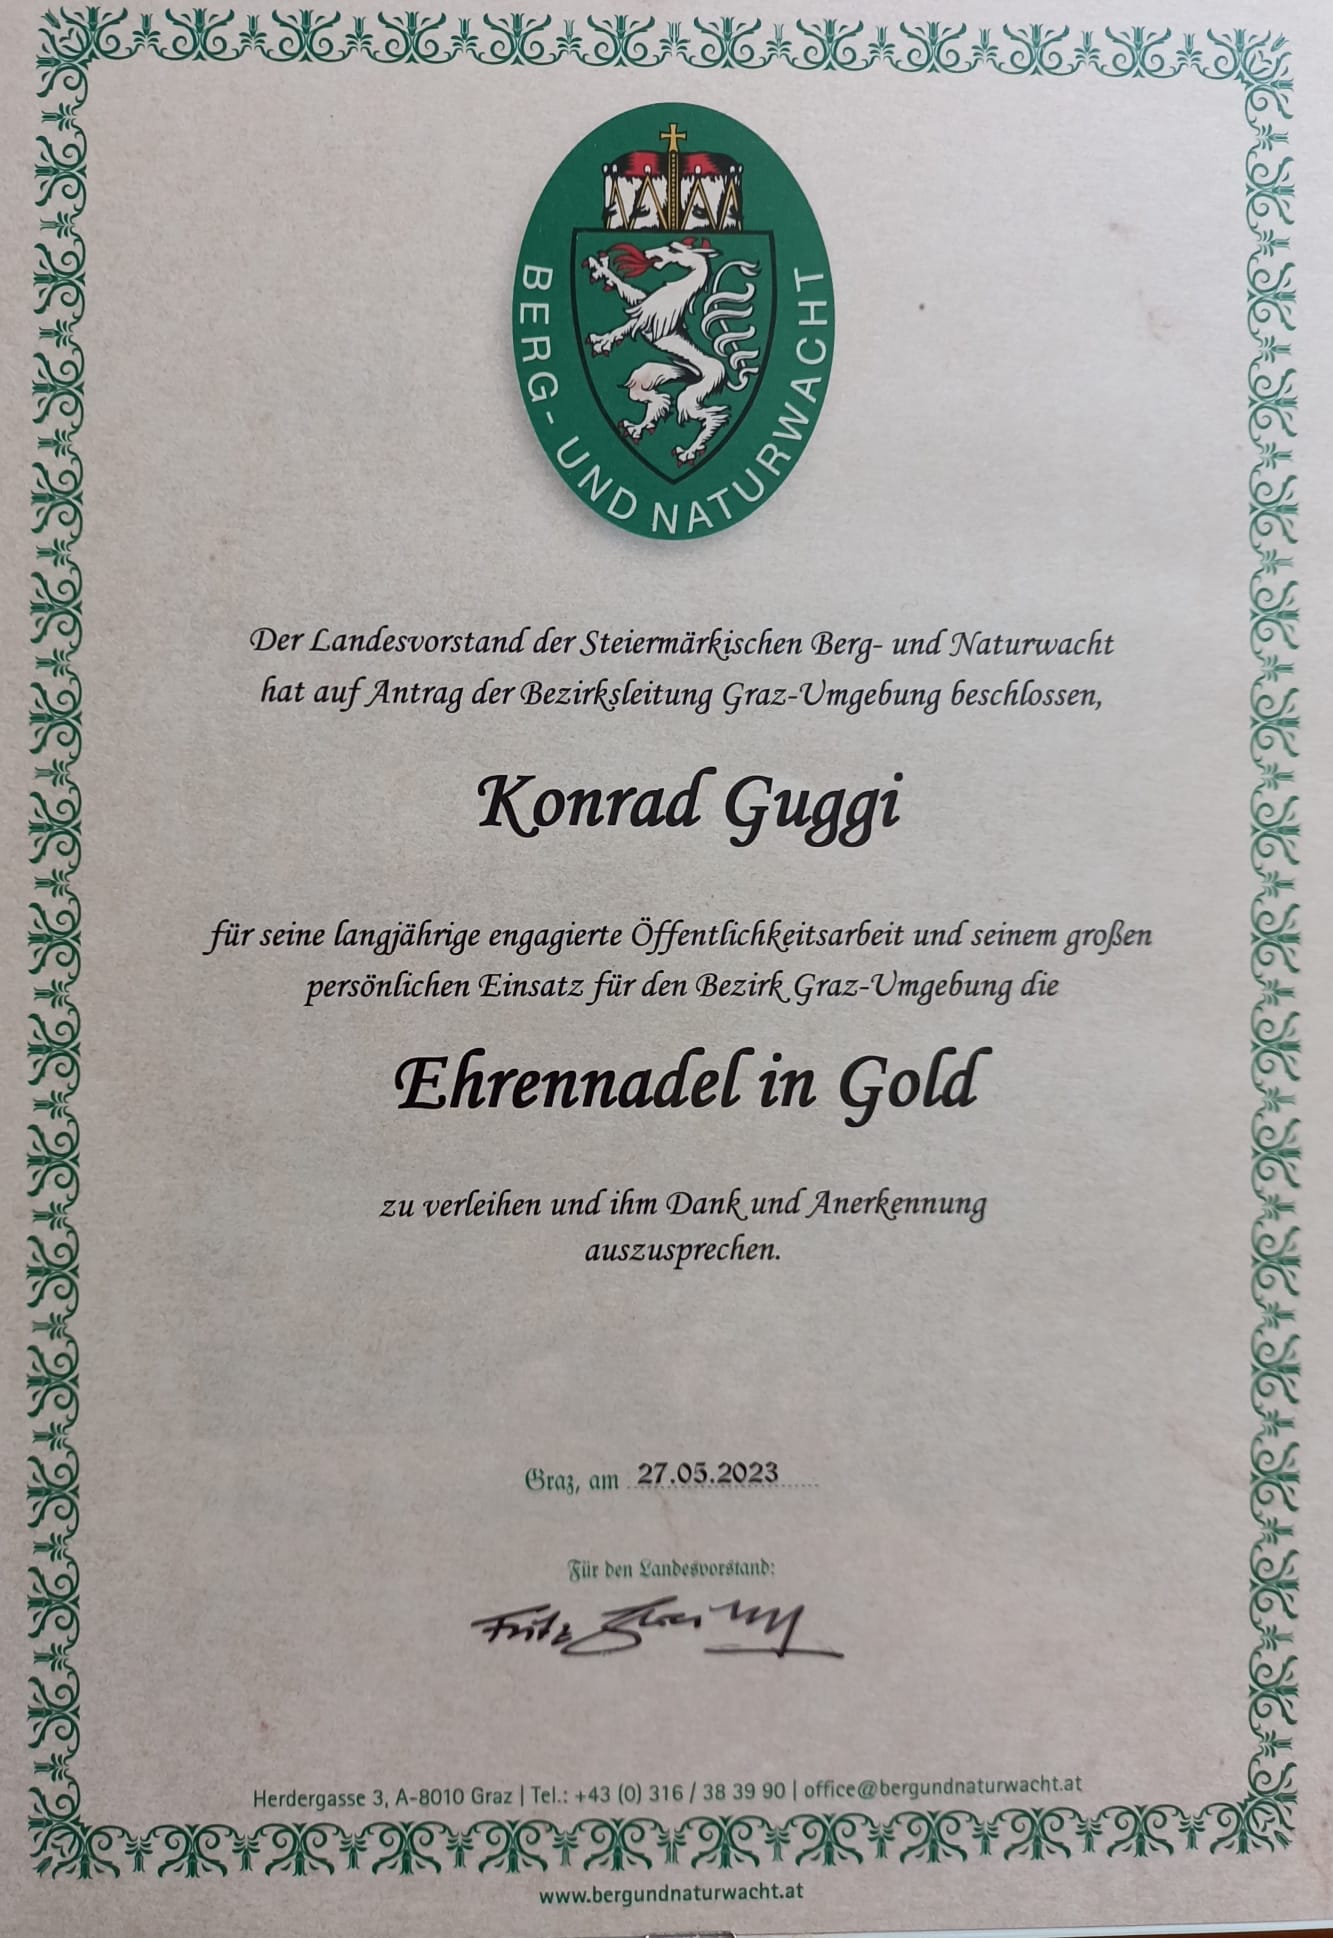 BERG- UND NATURWACHT
Der Landesvorstand der Steiermärkischen Berg- und Naturwacht
hat auf Antrag der Bezirksleitung Graz-Umgebung beschlossen,
Konrad Guggi
für seine langjährige engagierte Öffentlichkeitsarbeit und seinem großen
persönlichen Einsatz für den Bezirk Graz-Umgebung die
Ehrennadel in Gold
zu verleihen und ihm Dank und Anerkennung
auszusprechen.
Graz, am 27.05.2023
Für den Landesvorstand:
Fritz
Herdergasse 3, A-8010 Graz | Tel.: +43 (0) 316 / 38 39 90 | office@bergundnaturwacht.at
www.bergundnaturwacht.at